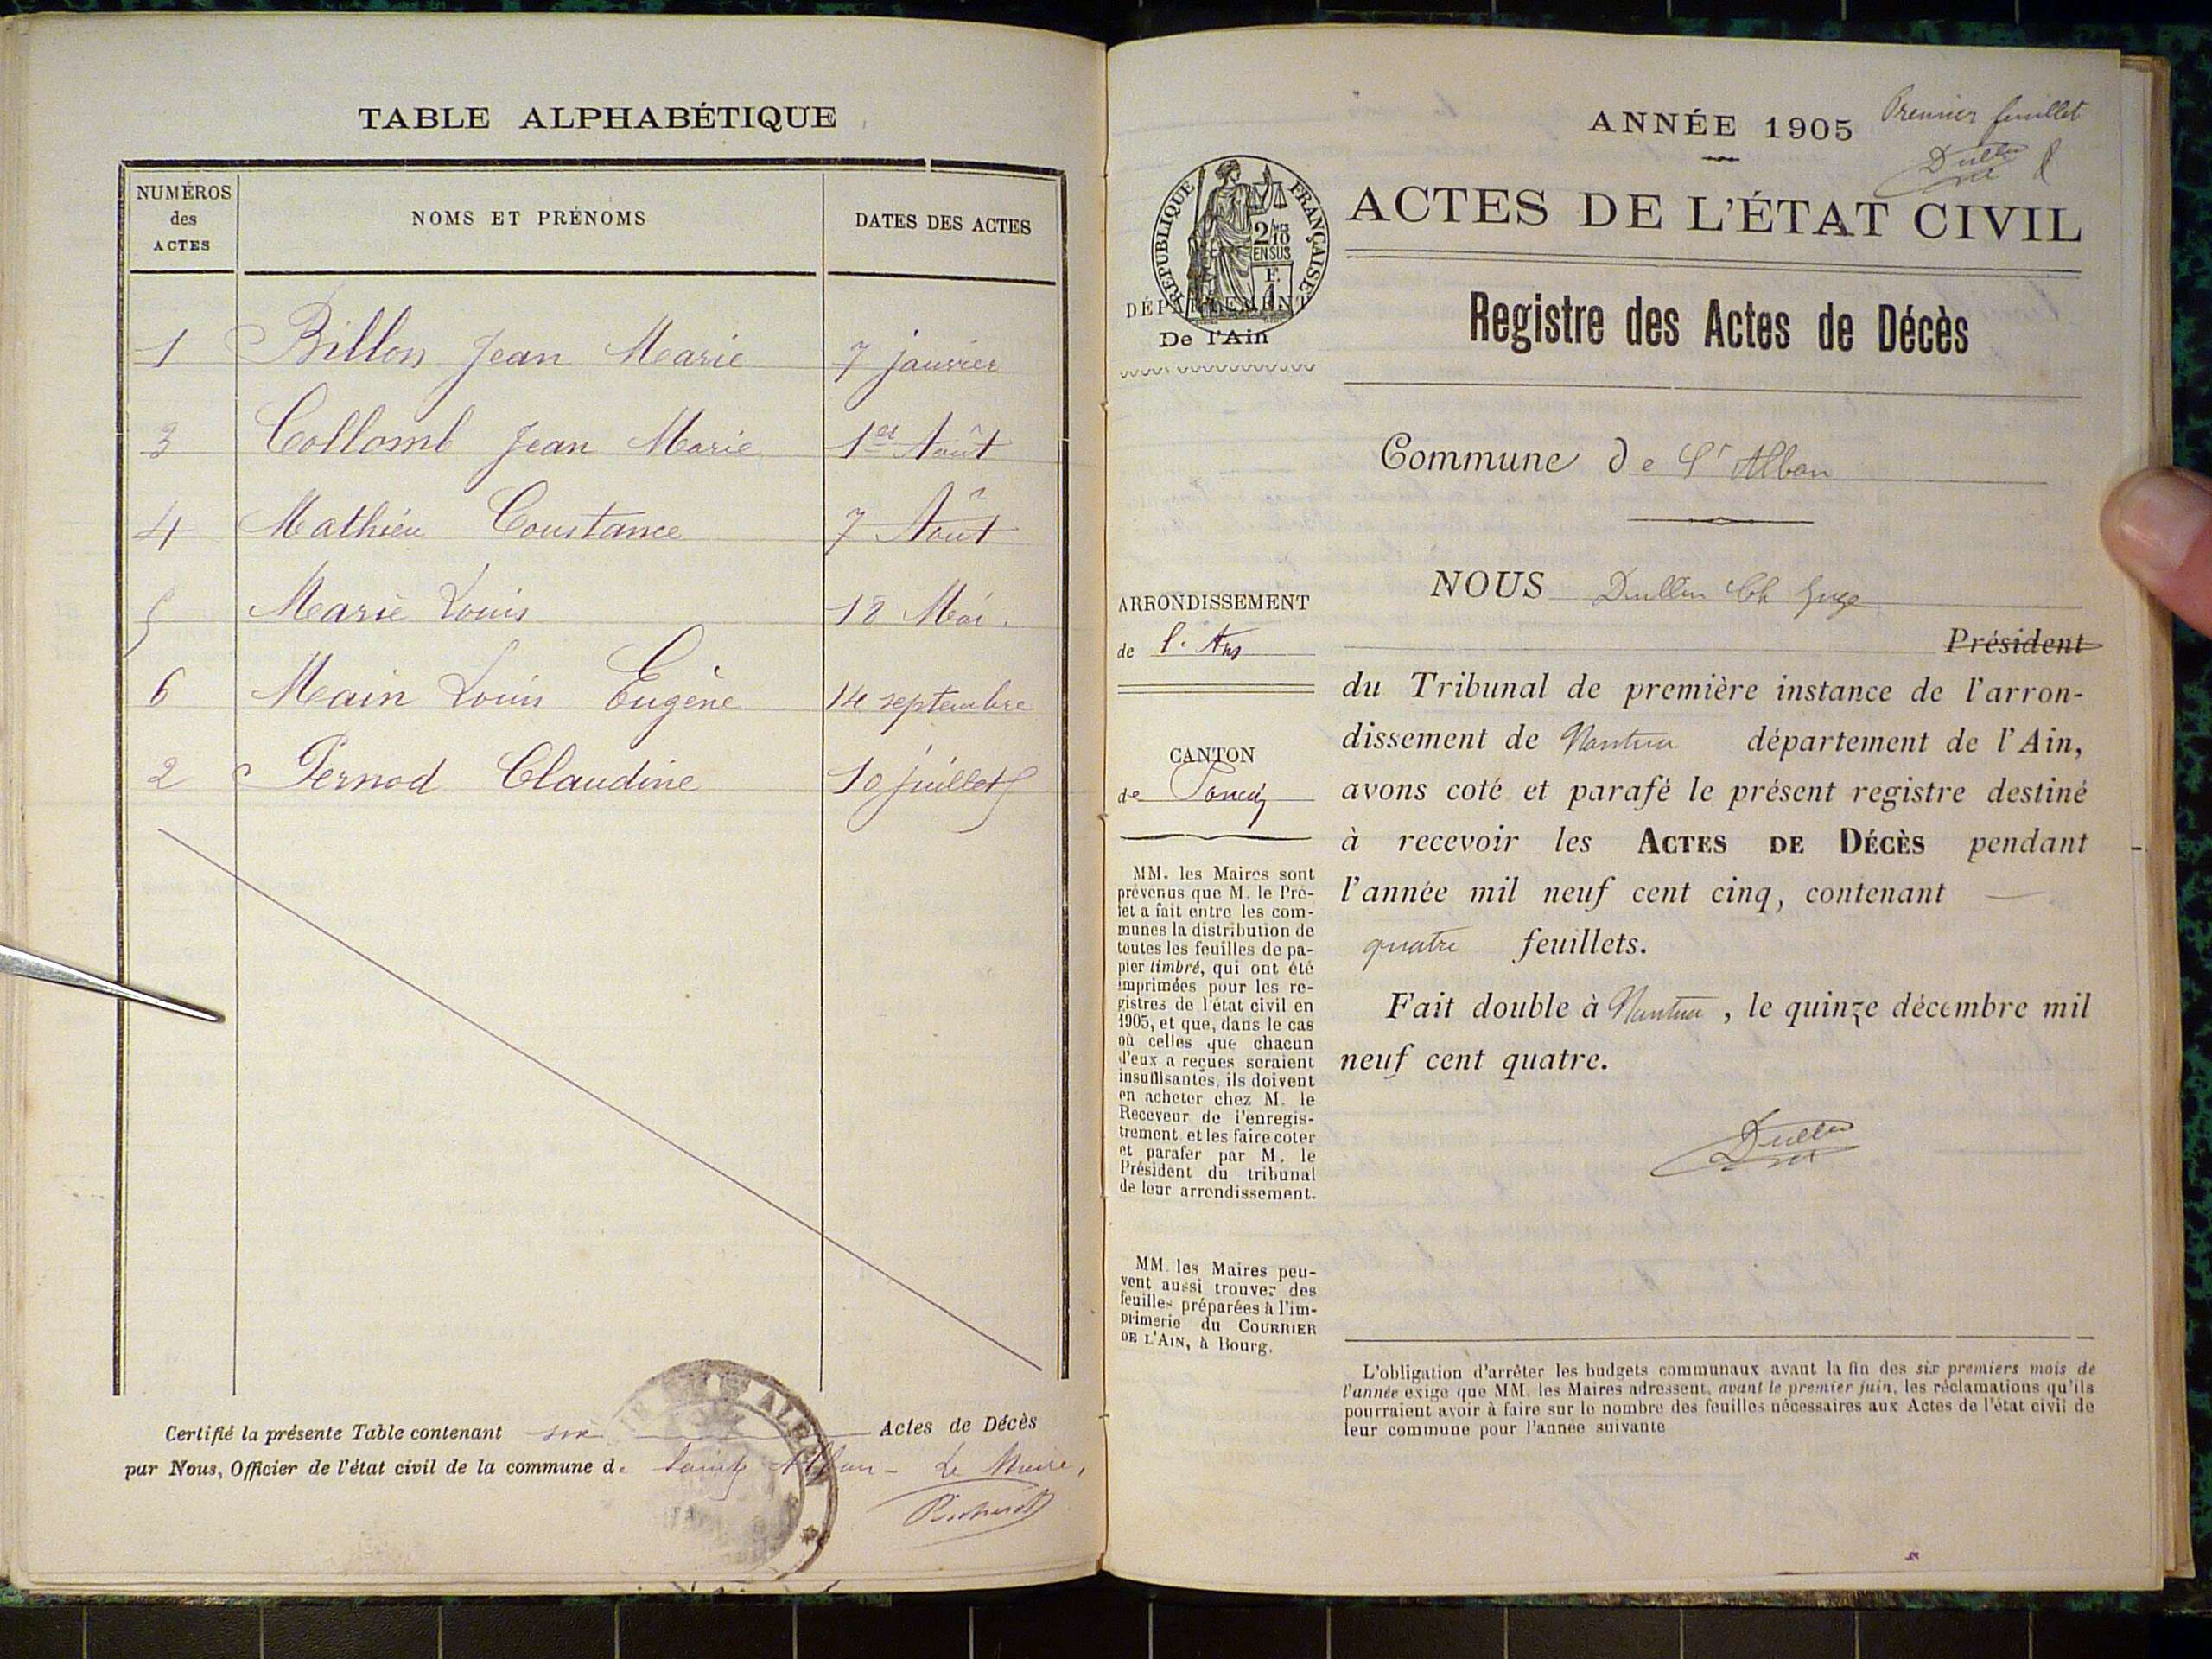 TABLE ALPHABÉTIQUE
NUMÉROS
des
ACTES
NOMS ET PRÉNOMS
DATES DES ACTES
1 Billon Jean Marie 7 janvier
3 Collomb Jean Marie 1er Août
4 Mathieu Constance 7 Août
5 Marie Louis 18 Mai.
6 Main Louis Eugène 14 septembre
2 Pernod Claudine 10 juillet
Certifié la présente Table contenant six Actes de Décès
par Nous, Officier de l'état civil de la commune de Saint Alban - Le Maire,
ANNÉE 1905
Premier feuillet
Dullin
RÉPUBLIQUE FRANÇAISE
2/10
EN SUS
ACTES DE L'ÉTAT CIVIL
DÉPARTEMENT
De l'Ain
Registre des Actes de Décès
Commune de St Alban
NOUS Dullin Ch Juge
Président
du Tribunal de première instance de l'arron-
dissement de Nantua département de l'Ain,
avons coté et parafé le présent registre destiné
à recevoir les ACTES DE DÉCÈS pendant
l'année mil neuf cent cinq, contenant
quatre feuillets.
Fait double à Nantua, le quinze décembre mil
neuf cent quatre.
Dullin
ARRONDISSEMENT
de
CANTON
de Poncin
MM. les Maires sont
prévenus que M. le Pré-
fet a fait entre les com-
munes la distribution de
toutes les feuilles de pa-
pier timbré, qui ont été
imprimées pour les re-
gistres de l'état civil en
1905, et que, dans le cas
où celles que chacun
d'eux a reçues seraient
insuffisantes, ils doivent
en acheter chez M. le
Receveur de l'enregis-
trement et les faire coter
et parafer par M. le
Président du tribunal
de leur arrondissement.
MM. les Maires peu-
vent aussi trouver des
feuilles préparées à l'im-
primerie du COURRIER
DE L'AIN, à Bourg.
L'obligation d'arrêter les budgets communaux avant la fin des six premiers mois de
l'année exige que MM. les Maires adressent, avant le premier juin, les réclamations qu'ils
pourraient avoir à faire sur le nombre des feuilles nécessaires aux Actes de l'état civil de
leur commune pour l'année suivante